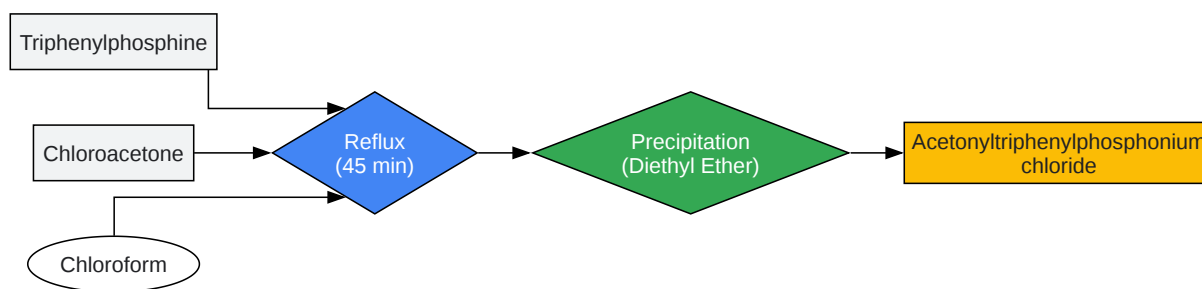 Triphenylphosphine
Chloroacetone
Chloroform
Reflux
(45 min)
Precipitation
(Diethyl Ether)
Acetonyltriphenylphosphonium
chloride